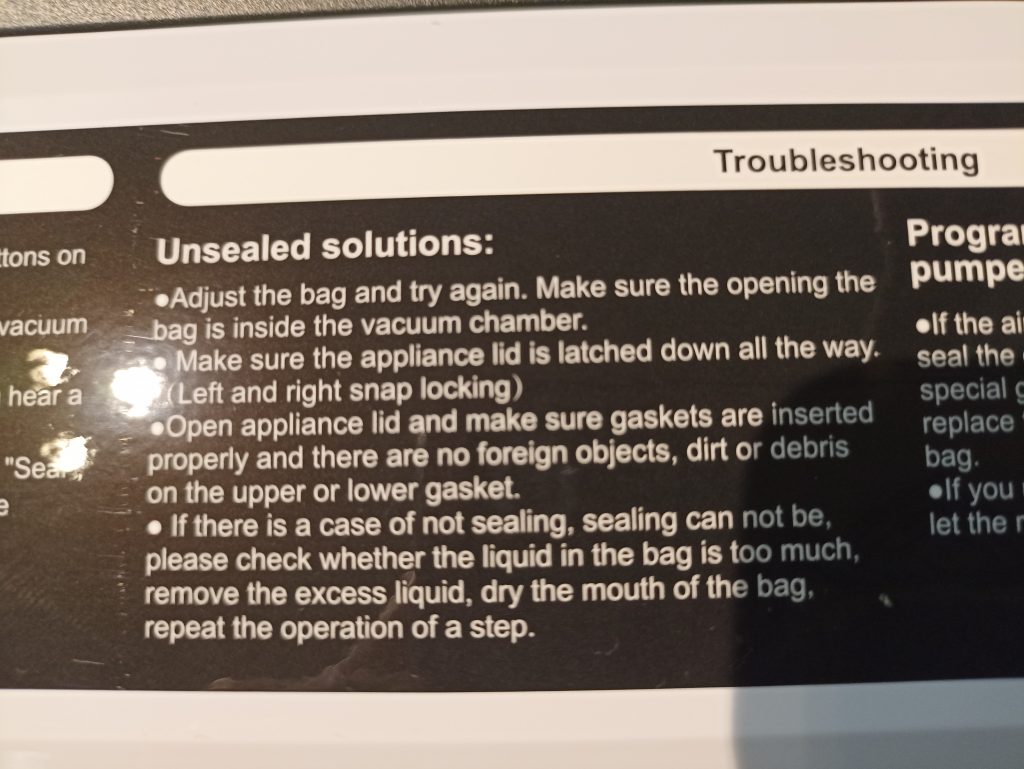 Troubleshooting
ttons on
vacuum
hear a
"Seal",
e
Unsealed solutions:
●Adjust the bag and try again. Make sure the opening the
bag is inside the vacuum chamber.
● Make sure the appliance lid is latched down all the way.
(Left and right snap locking)
●Open appliance lid and make sure gaskets are inserted
properly and there are no foreign objects, dirt or debris
on the upper or lower gasket.
● If there is a case of not sealing, sealing can not be,
please check whether the liquid in the bag is too much,
remove the excess liquid, dry the mouth of the bag,
repeat the operation of a step.
Progra
pumpe
●If the ai
seal the
special g
replace
bag.
●If you
let the